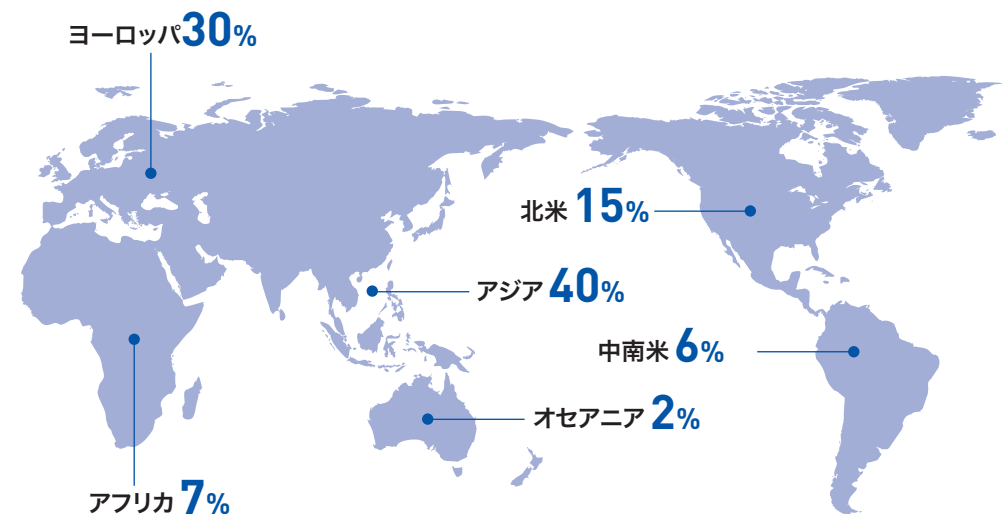 ヨーロッパ30%
北米 15%
アジア 40%
中南米 6%
オセアニア 2%
アフリカ 7%